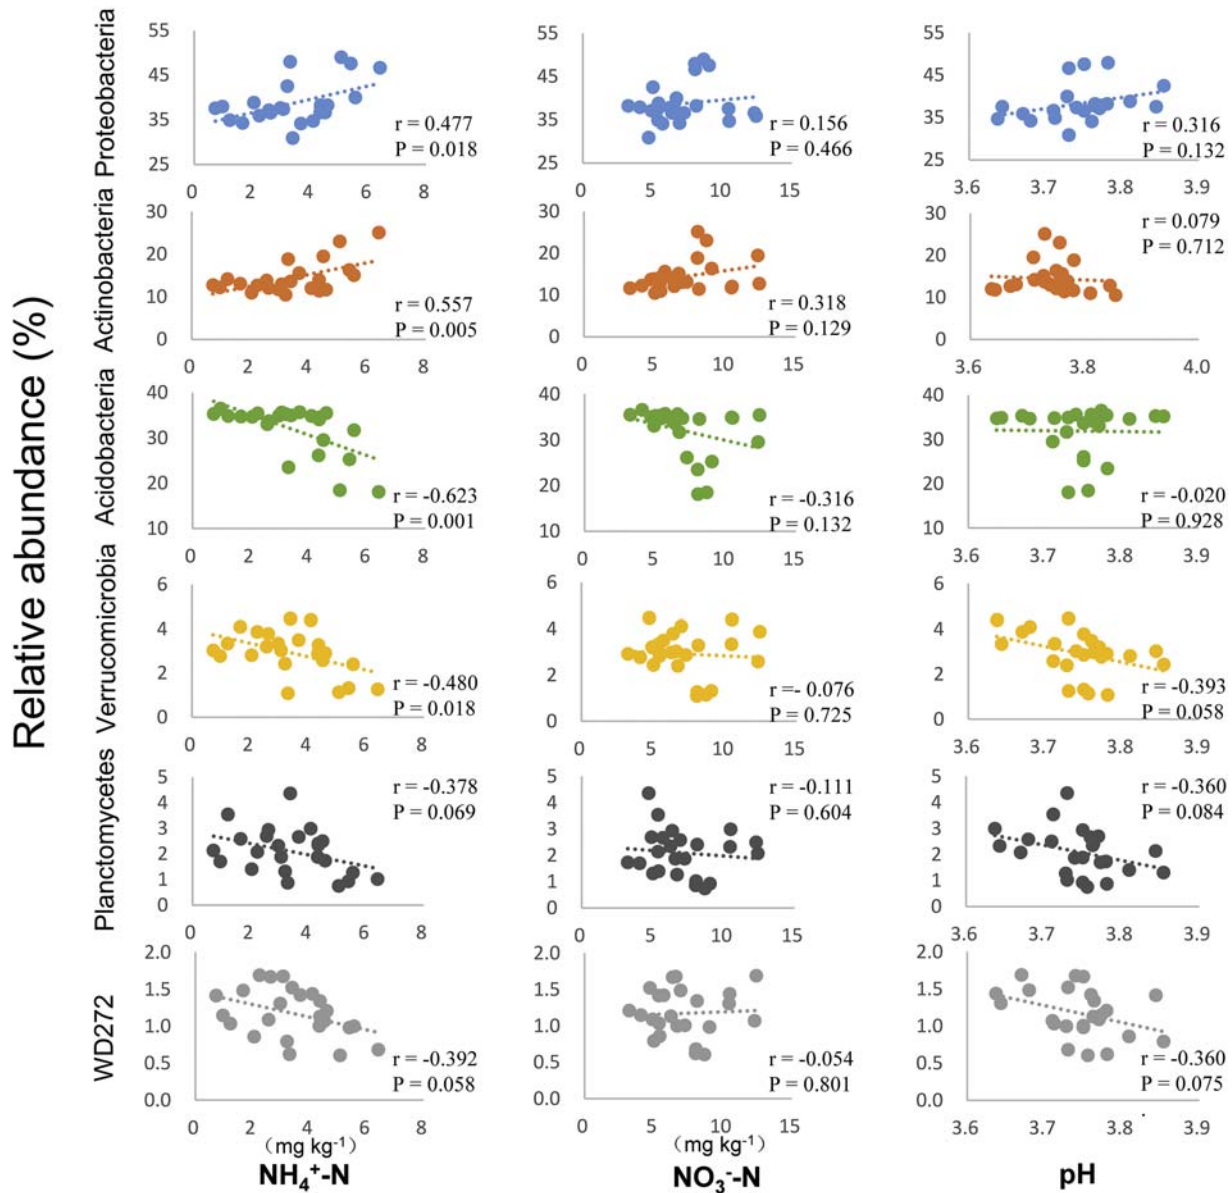 Relative abundance (%)
Proteobacteria
55
45
35
25
r = 0.477
P = 0.018
0 2 4 6 8
55
45
35
25
r = 0.156
P = 0.466
0 5 10 15
55
45
35
25
r = 0.316
P = 0.132
3.6 3.7 3.8 3.9
Actinobacteria
30
20
10
0
r = 0.557
P = 0.005
0 2 4 6 8
30
20
10
0
r = 0.318
P = 0.129
0 5 10 15
30
20
10
0
r = 0.079
P = 0.712
3.6 3.8 4.0
Acidobacteria
40
30
20
10
r = -0.623
P = 0.001
0 2 4 6 8
40
30
20
10
r = -0.316
P = 0.132
0 5 10 15
40
30
20
10
r = -0.020
P = 0.928
3.6 3.7 3.8 3.9
Verrucomicrobia
6
4
2
0
r = -0.480
P = 0.018
0 2 4 6 8
6
4
2
0
r =- 0.076
P = 0.725
0 5 10 15
6
4
2
0
r = -0.393
P = 0.058
3.6 3.7 3.8 3.9
Planctomycetes
5
4
3
2
1
0
r = -0.378
P = 0.069
0 2 4 6 8
5
4
3
2
1
0
r = -0.111
P = 0.604
0 5 10 15
5
4
3
2
1
0
r = -0.360
P = 0.084
3.6 3.7 3.8 3.9
WD272
2.0
1.5
1.0
0.5
0.0
r = -0.392
P = 0.058
0 2 4 6 8
2.0
1.5
1.0
0.5
0.0
r = -0.054
P = 0.801
0 5 10 15
2.0
1.5
1.0
0.5
0.0
r = -0.360
P = 0.075
3.6 3.7 3.8 3.9
(mg kg⁻¹)
NH₄⁺-N
(mg kg⁻¹)
NO₃⁻-N
pH